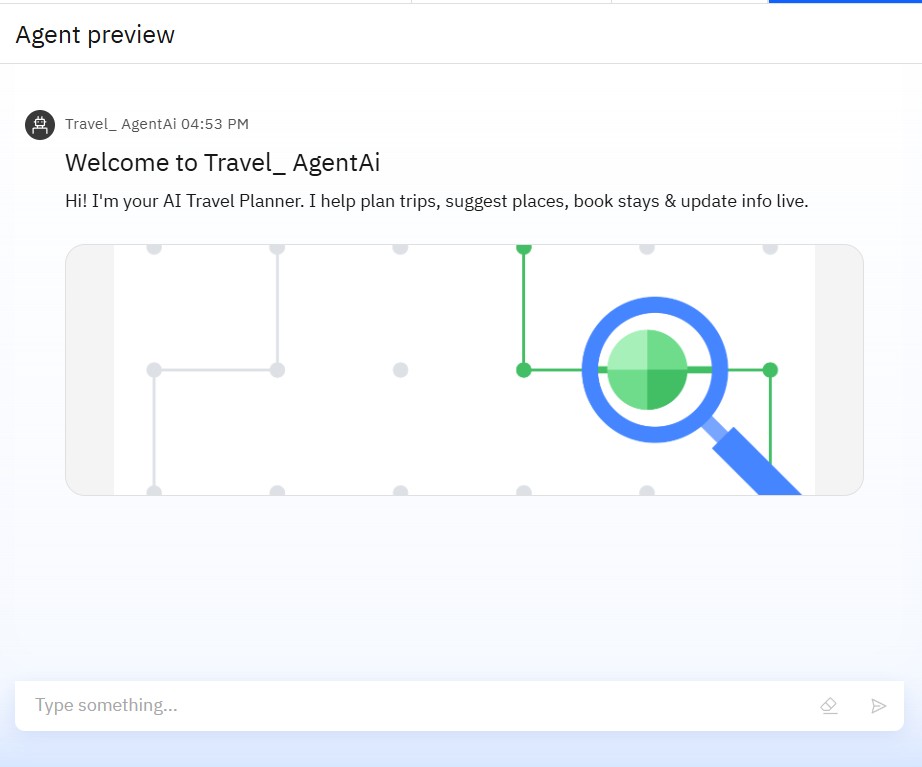 Agent preview
Travel_ AgentAi 04:53 PM
Welcome to Travel_ AgentAi
Hi! I'm your AI Travel Planner. I help plan trips, suggest places, book stays & update info live.
Type something...